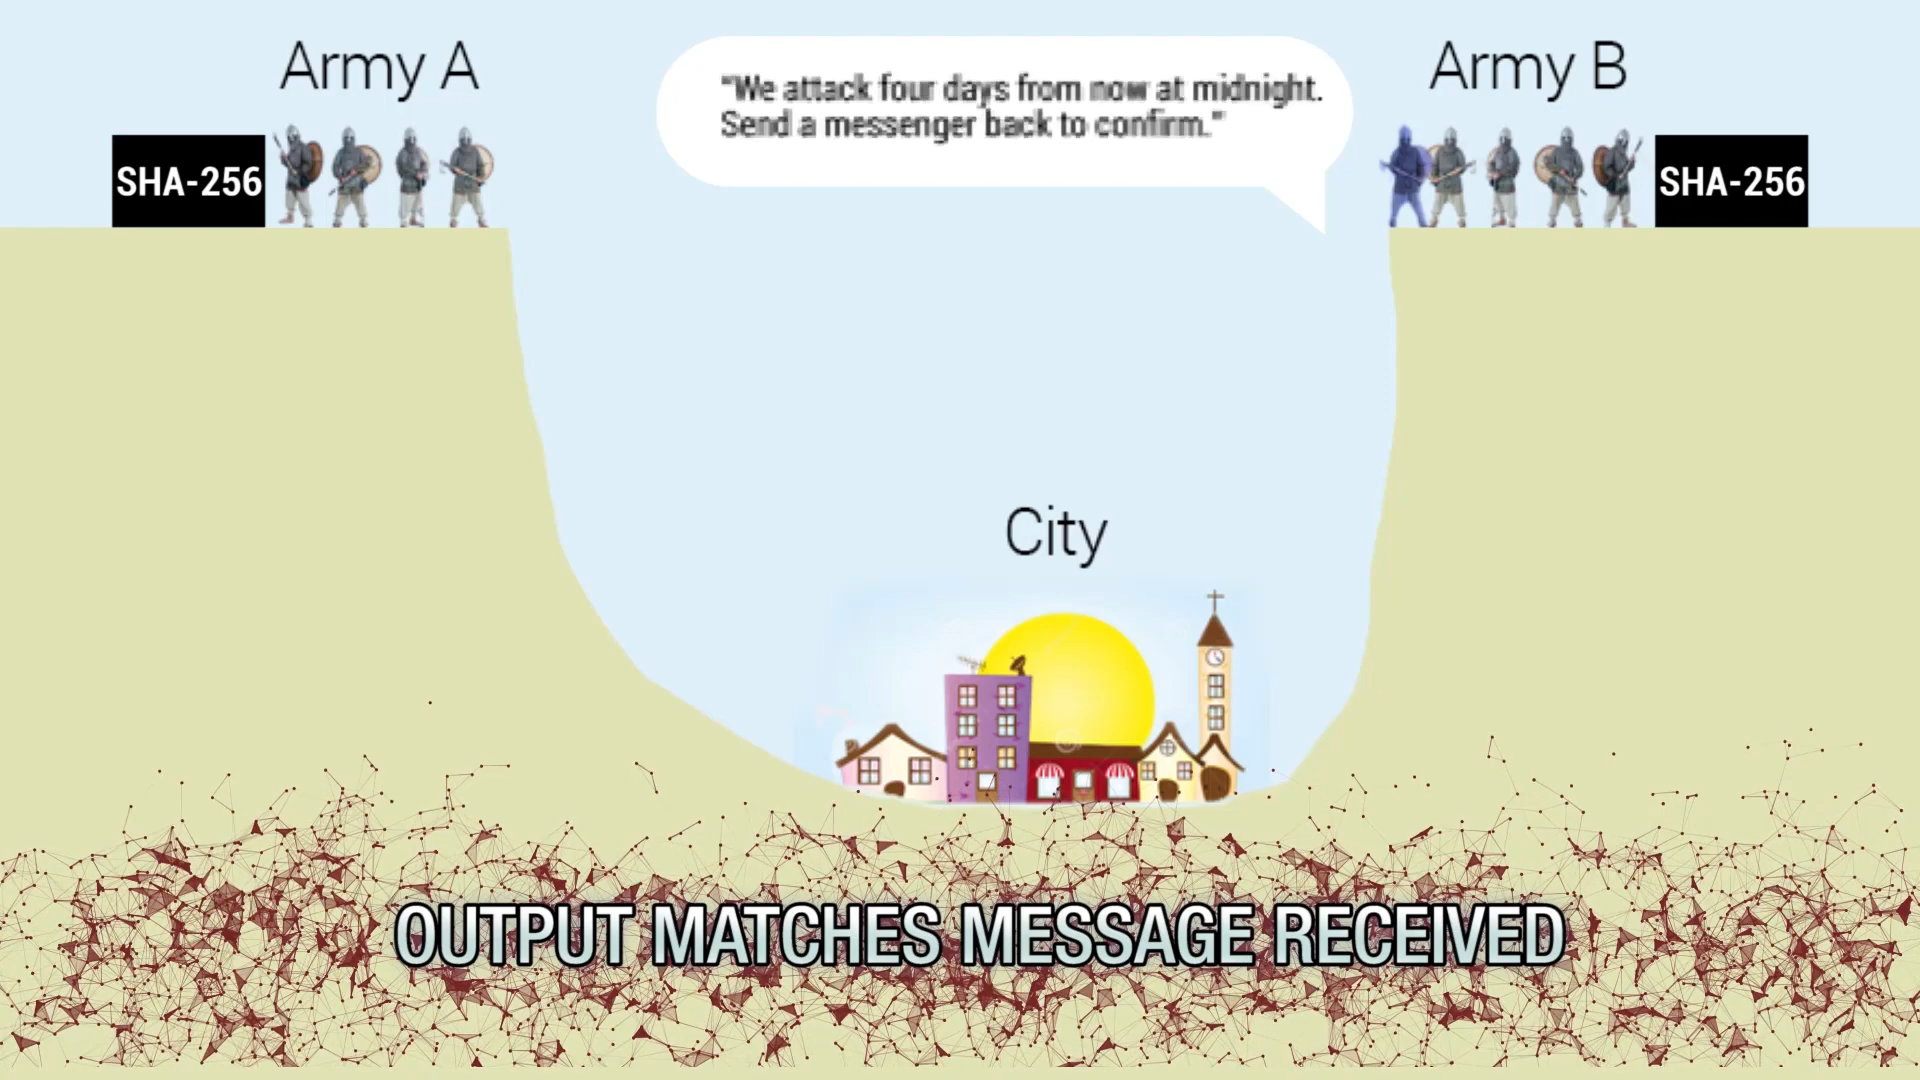 Army A
Army B
"We attack four days from now at midnight.
Send a messenger back to confirm."
SHA-256
SHA-256
City
OUTPUT MATCHES MESSAGE RECEIVED